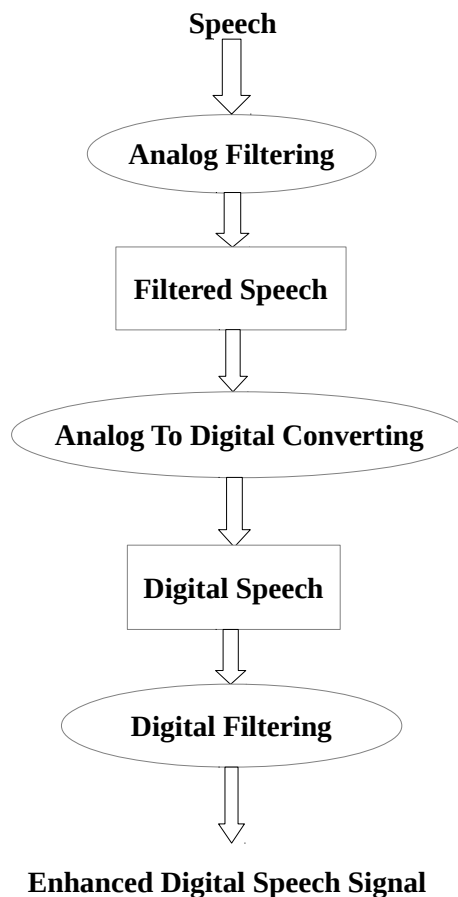 Speech
Analog Filtering
Filtered Speech
Analog To Digital Converting
Digital Speech
Digital Filtering
Enhanced Digital Speech Signal